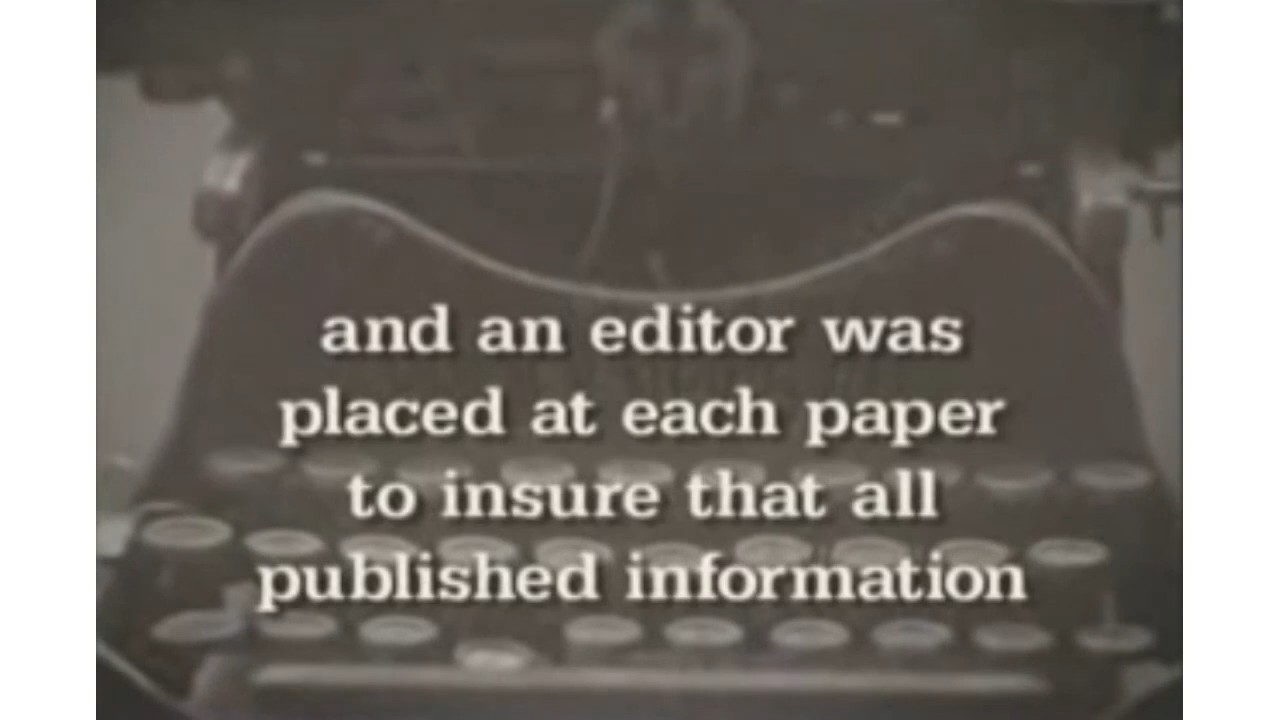 and an editor was
placed at each paper
to insure that all
published information